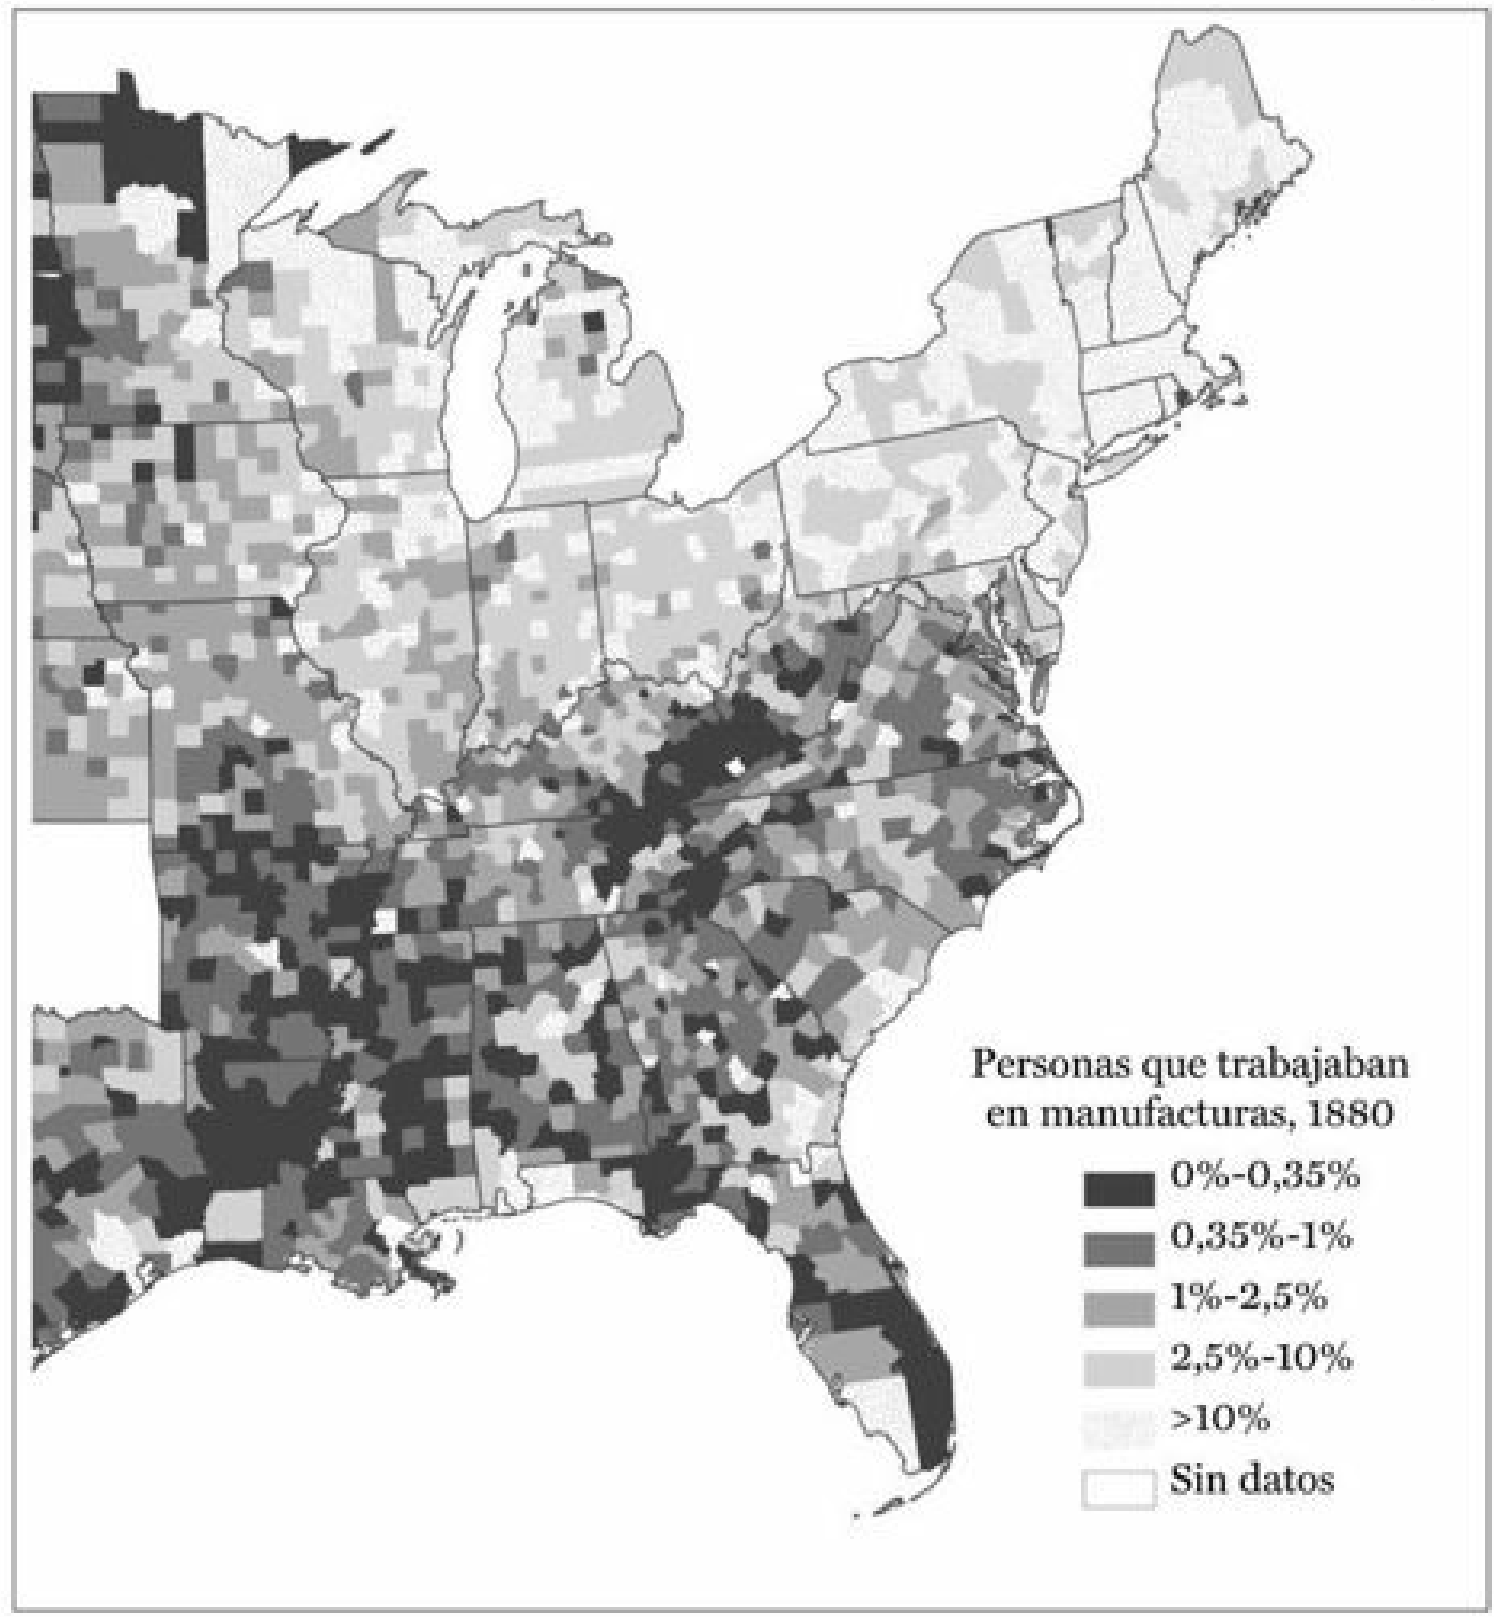 Personas que trabajaban
en manufacturas, 1880
0%-0,35%
0,35%-1%
1%-2,5%
2,5%-10%
>10%
Sin datos